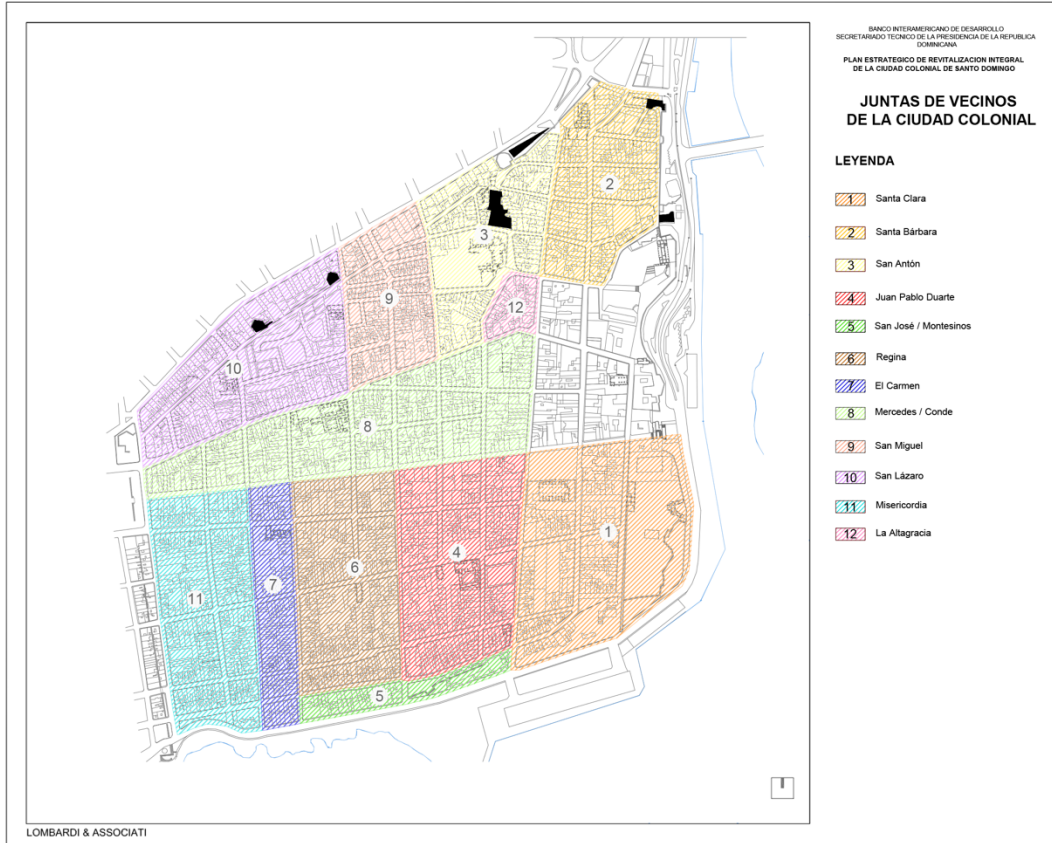 BANCO INTERAMERICANO DE DESARROLLO
SECRETARIADO TECNICO DE LA PRESIDENCIA DE LA REPUBLICA
DOMINICANA
PLAN ESTRATEGICO DE REVITALIZACION INTEGRAL
DE LA CIUDAD COLONIAL DE SANTO DOMINGO
JUNTAS DE VECINOS
DE LA CIUDAD COLONIAL
LEYENDA
1 Santa Clara
2 Santa Bárbara
3 San Antón
4 Juan Pablo Duarte
5 San José / Montesinos
6 Regina
7 El Carmen
8 Mercedes / Conde
9 San Miguel
10 San Lázaro
11 Misericordia
12 La Altagracia
2
3
9
12
10
8
1
4
6
7
11
5
LOMBARDI & ASSOCIATI